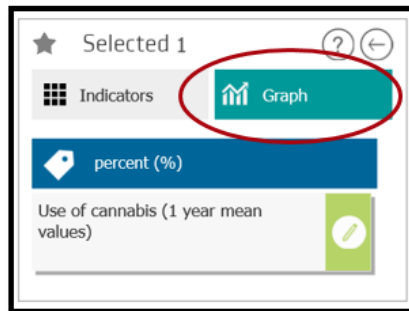 Selected 1
?
Indicators
Graph
percent (%)
Use of cannabis (1 year mean
values)